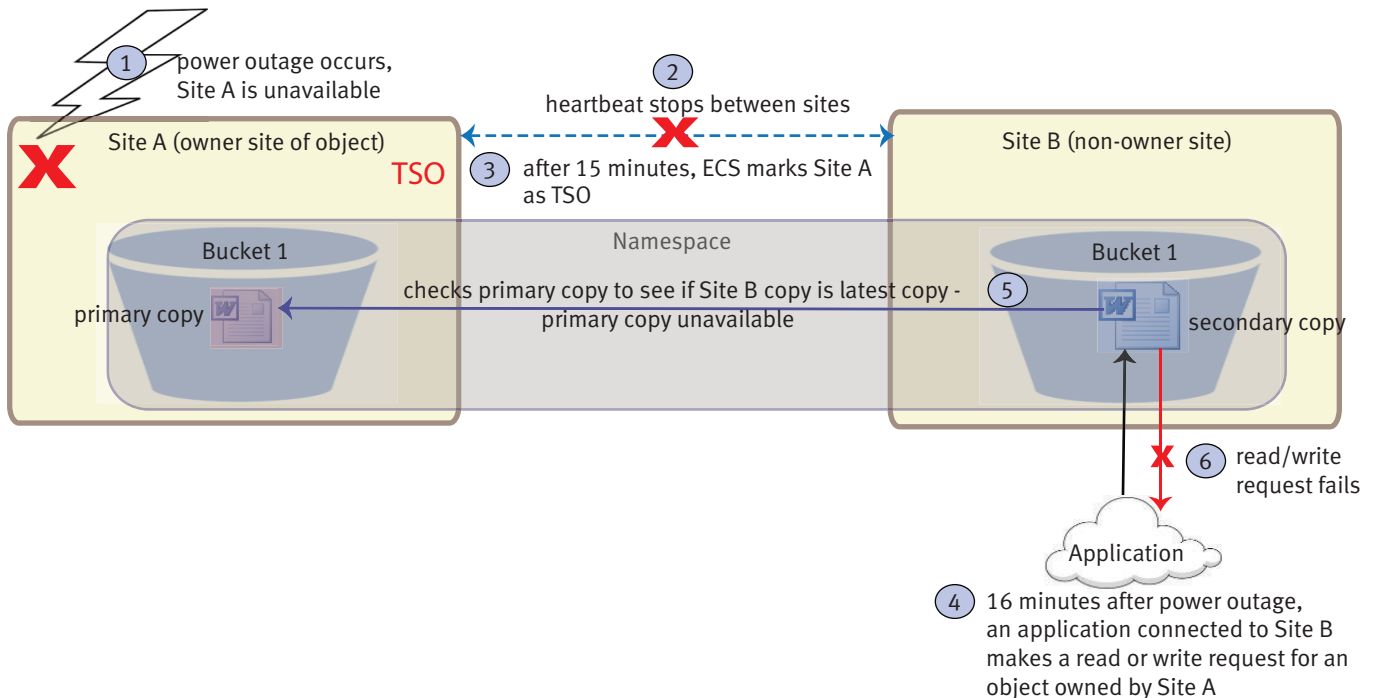 1
power outage occurs,
Site A is unavailable
2
heartbeat stops between sites
Site A (owner site of object)
TSO
3
after 15 minutes, ECS marks Site A
as TSO
Site B (non-owner site)
Namespace
Bucket 1
primary copy
W
checks primary copy to see if Site B copy is latest copy -
primary copy unavailable
5
Bucket 1
W
secondary copy
6
read/write
request fails
Application
4
16 minutes after power outage,
an application connected to Site B
makes a read or write request for an
object owned by Site A